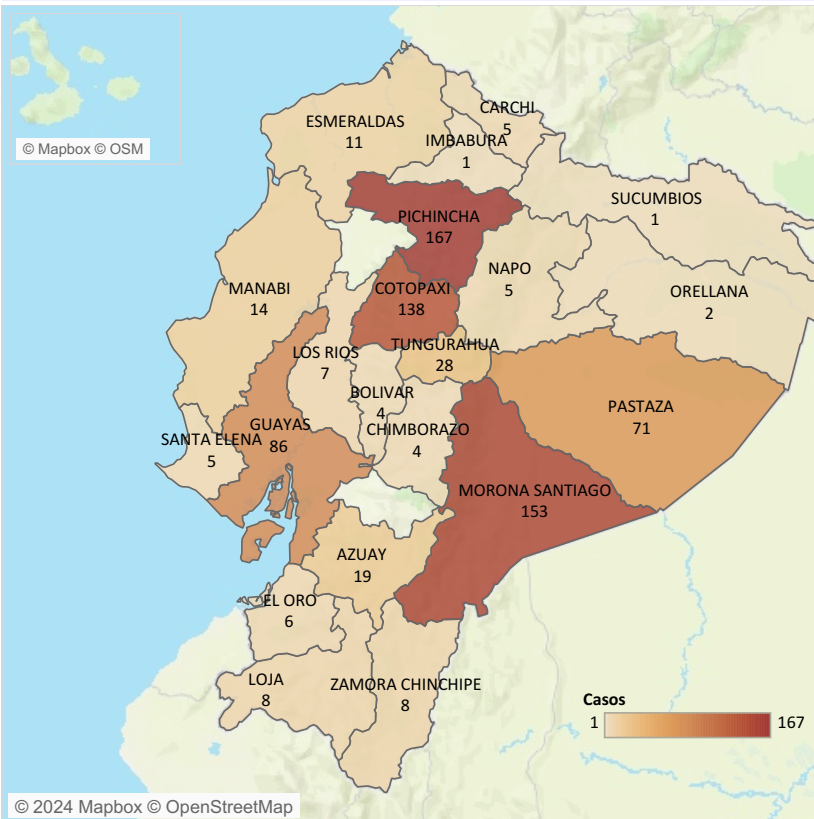 © Mapbox © OSM
CARCHI
5
ESMERALDAS
11
IMBABURA
1
SUCUMBIOS
1
PICHINCHA
167
NAPO
5
MANABI
14
COTOPAXI
138
ORELLANA
2
TUNGURAHUA
28
LOS RIOS
7
BOLIVAR
4
PASTAZA
71
GUAYAS
86
CHIMBORAZO
4
SANTA ELENA
5
MORONA SANTIAGO
153
AZUAY
19
EL ORO
6
LOJA
8
ZAMORA CHINCHIPE
8
Casos
1 167
© 2024 Mapbox © OpenStreetMap